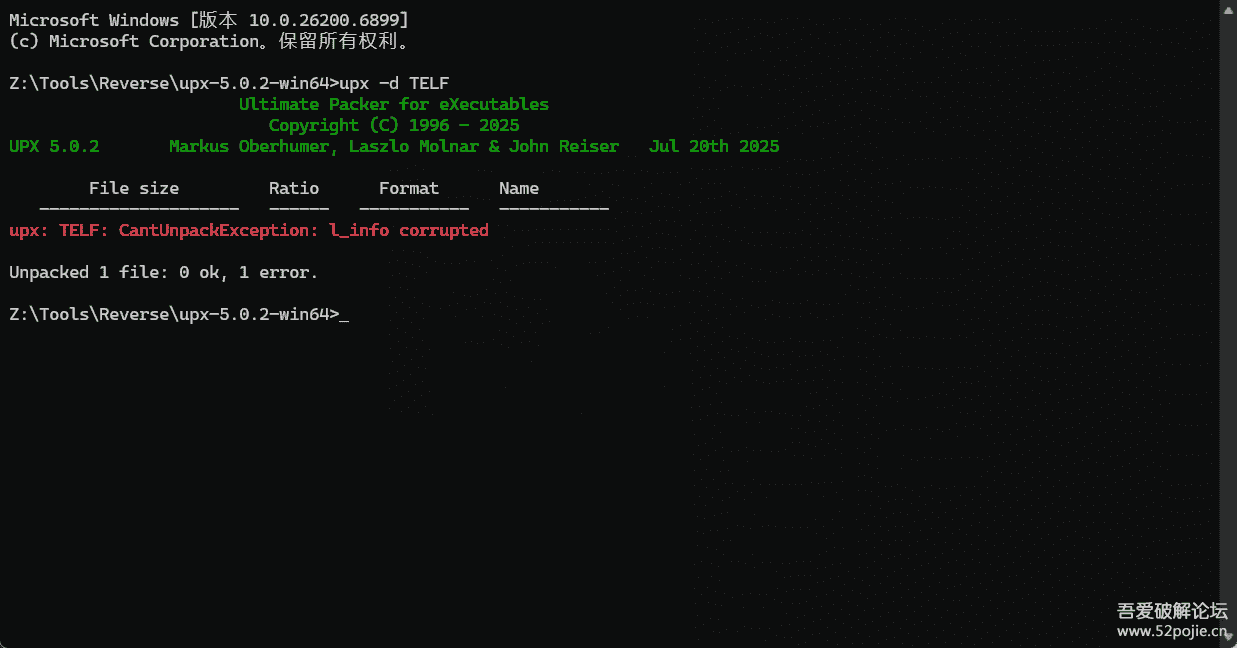 Microsoft Windows [版本 10.0.26200.6899]
(c) Microsoft Corporation。保留所有权利。
Z:\Tools\Reverse\upx-5.0.2-win64>upx -d TELF
Ultimate Packer for eXecutables
Copyright (C) 1996 - 2025
UPX 5.0.2 Markus Oberhumer, Laszlo Molnar & John Reiser Jul 20th 2025
File size Ratio Format Name
-------------------- ------ ----------- -----------
upx: TELF: CantUnpackException: l_info corrupted
Unpacked 1 file: 0 ok, 1 error.
Z:\Tools\Reverse\upx-5.0.2-win64>_
吾爱破解论坛
www.52pojie.cn